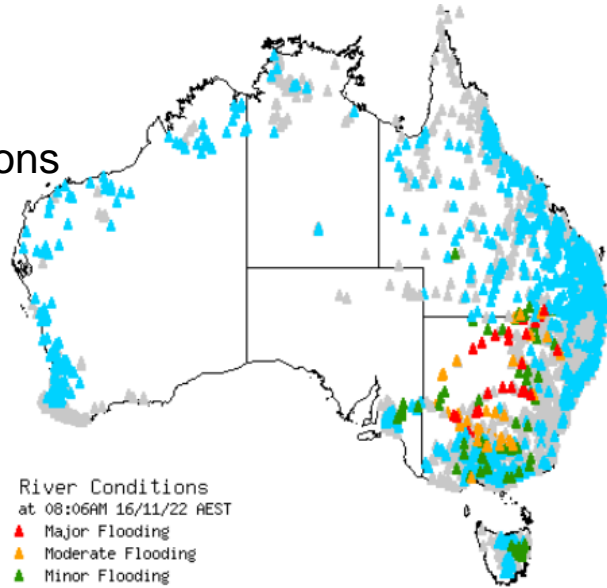 ons
River Conditions
at 08:06AM 16/11/22 AEST
Major Flooding
Moderate Flooding
Minor Flooding